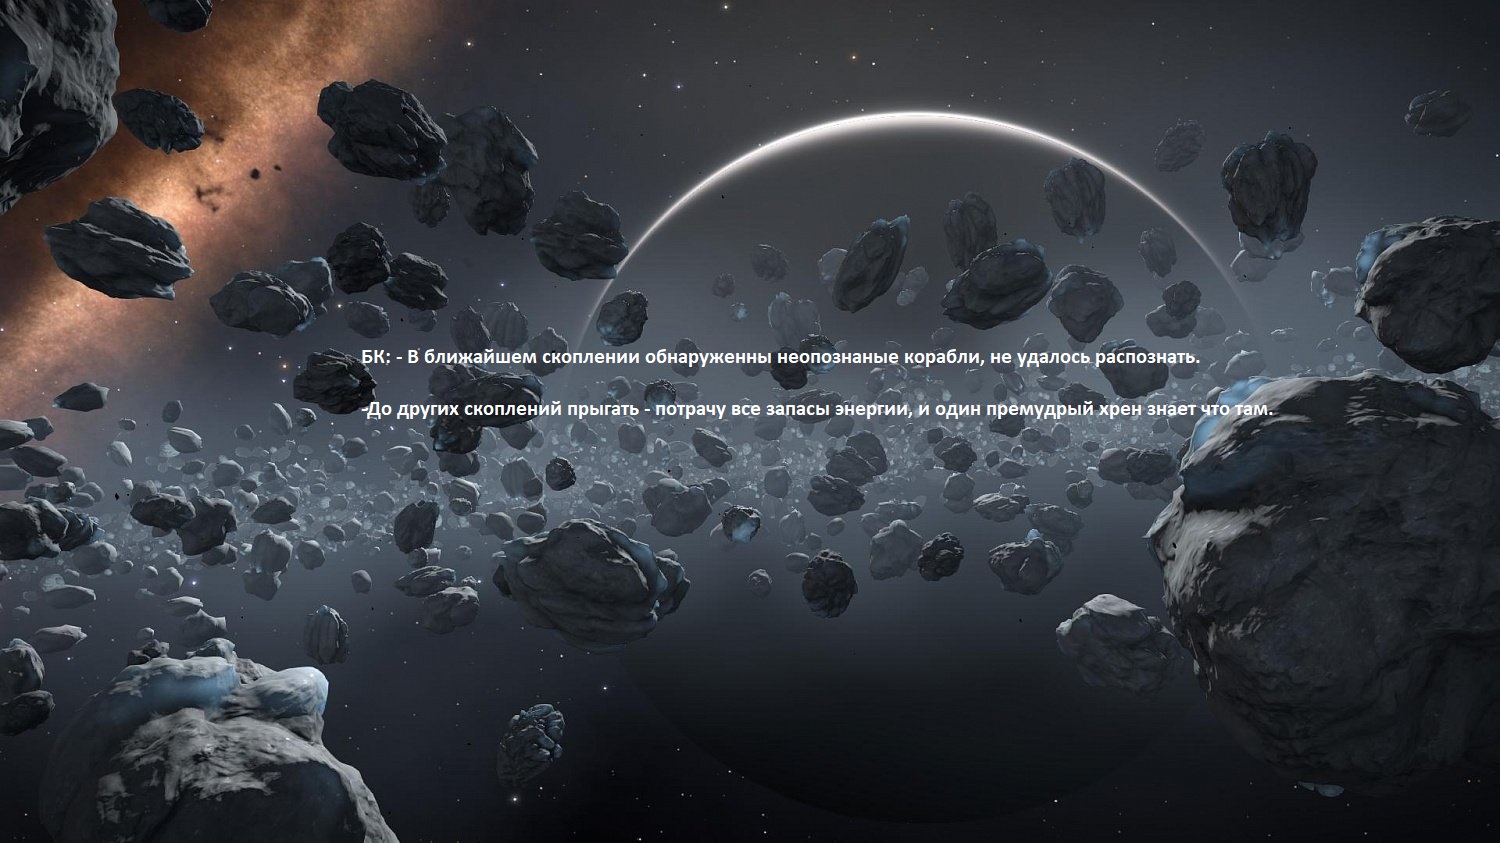 БК; - В ближайшем скоплении обнаруженны неопознаные корабли, не удалось распознать.
-До других скоплений прыгать - потрачу все запасы энергии, и один премудрый хрен знает что там.